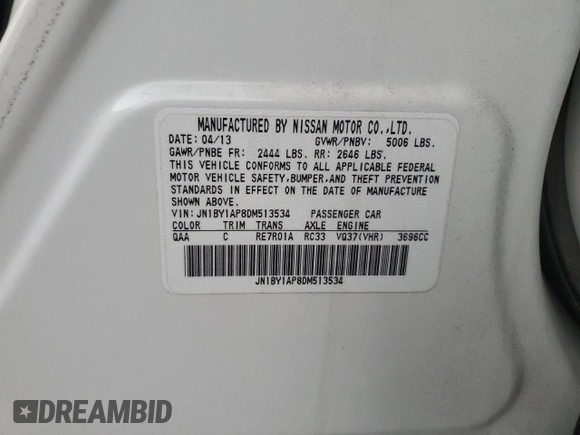 MANUFACTURED BY NISSAN MOTOR CO.,LTD.
DATE: 04/13 GVWR/PNBV: 5006 LBS.
GAWR/PNBE FR: 2444 LBS. RR: 2646 LBS.
THIS VEHICLE CONFORMS TO ALL APPLICABLE FEDERAL
MOTOR VEHICLE SAFETY,BUMPER,AND THEFT PREVENTION
STANDARDS IN EFFECT ON THE DATE OF MANUFACTURE
SHOWN ABOVE.
VIN: JN1BY1AP8DM513534 PASSENGER CAR
COLOR TRIM TRANS AXLE ENGINE
QAA C RE7R01A RC33 VQ37(VHR) 3696CC
JN1BY1AP8DM513534
DREAMBID